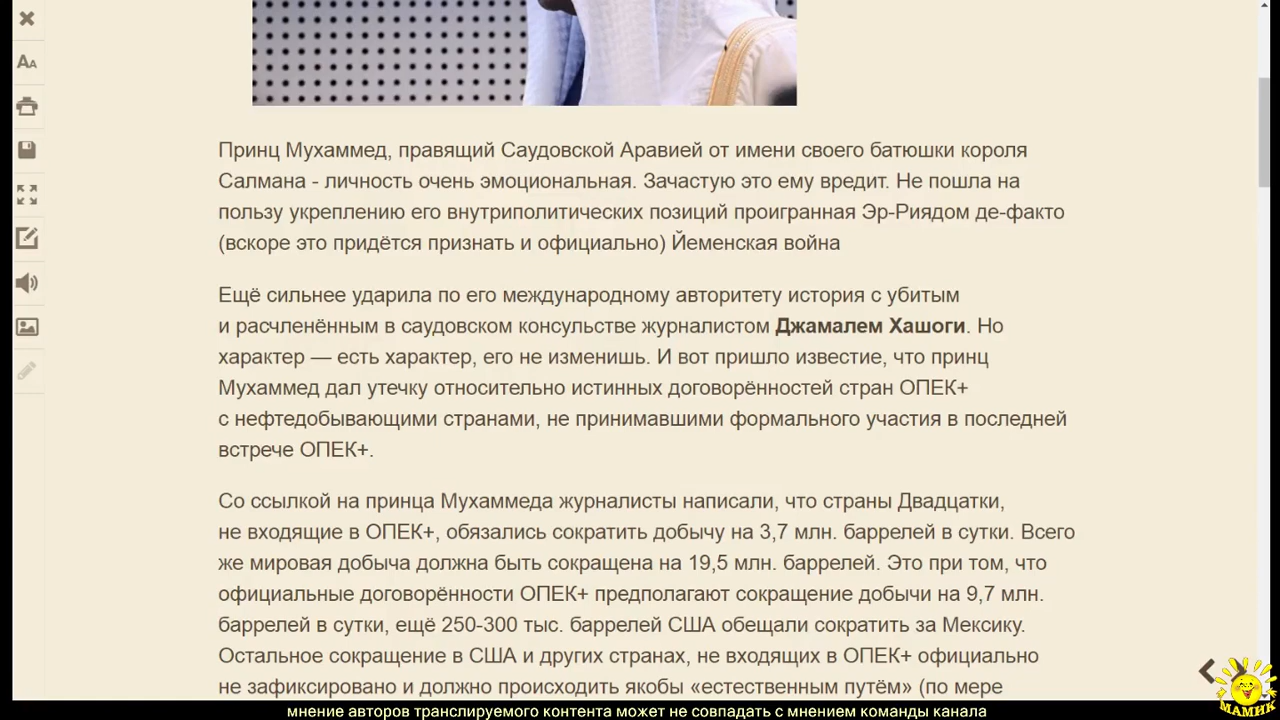 Принц Мухаммед, правящий Саудовской Аравией от имени своего батюшки короля
Салмана - личность очень эмоциональная. Зачастую это ему вредит. Не пошла на
пользу укреплению его внутриполитических позиций проигранная Эр-Риядом де-факто
(вскоре это придётся признать и официально) Йеменская война
Ещё сильнее ударила по его международному авторитету история с убитым
и расчленённым в саудовском консульстве журналистом Джамалем Хашоги. Но
характер — есть характер, его не изменишь. И вот пришло известие, что принц
Мухаммед дал утечку относительно истинных договорённостей стран ОПЕК+
с нефтедобывающими странами, не принимавшими формального участия в последней
встрече ОПЕК+.
Со ссылкой на принца Мухаммеда журналисты написали, что страны Двадцатки,
не входящие в ОПЕК+, обязались сократить добычу на 3,7 млн. баррелей в сутки. Всего
же мировая добыча должна быть сокращена на 19,5 млн. баррелей. Это при том, что
официальные договорённости ОПЕК+ предполагают сокращение добычи на 9,7 млн.
баррелей в сутки, ещё 250-300 тыс. баррелей США обещали сократить за Мексику.
Остальное сокращение в США и других странах, не входящих в ОПЕК+ официально
не зафиксировано и должно происходить якобы «естественным путём» (по мере
МАМИК
мнение авторов транслируемого контента может не совпадать с мнением команды канала